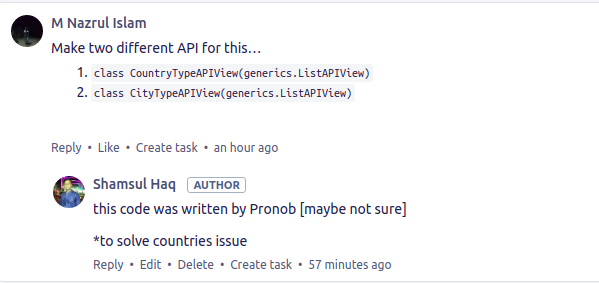 M Nazrul Islam
Make two different API for this…
1. class CountryTypeAPIView(generics.ListAPIView)
2. class CityTypeAPIView(generics.ListAPIView)
Reply • Like • Create task • an hour ago
Shamsul Haq AUTHOR
this code was written by Pronob [maybe not sure]
*to solve countries issue
Reply • Edit • Delete • Create task • 57 minutes ago